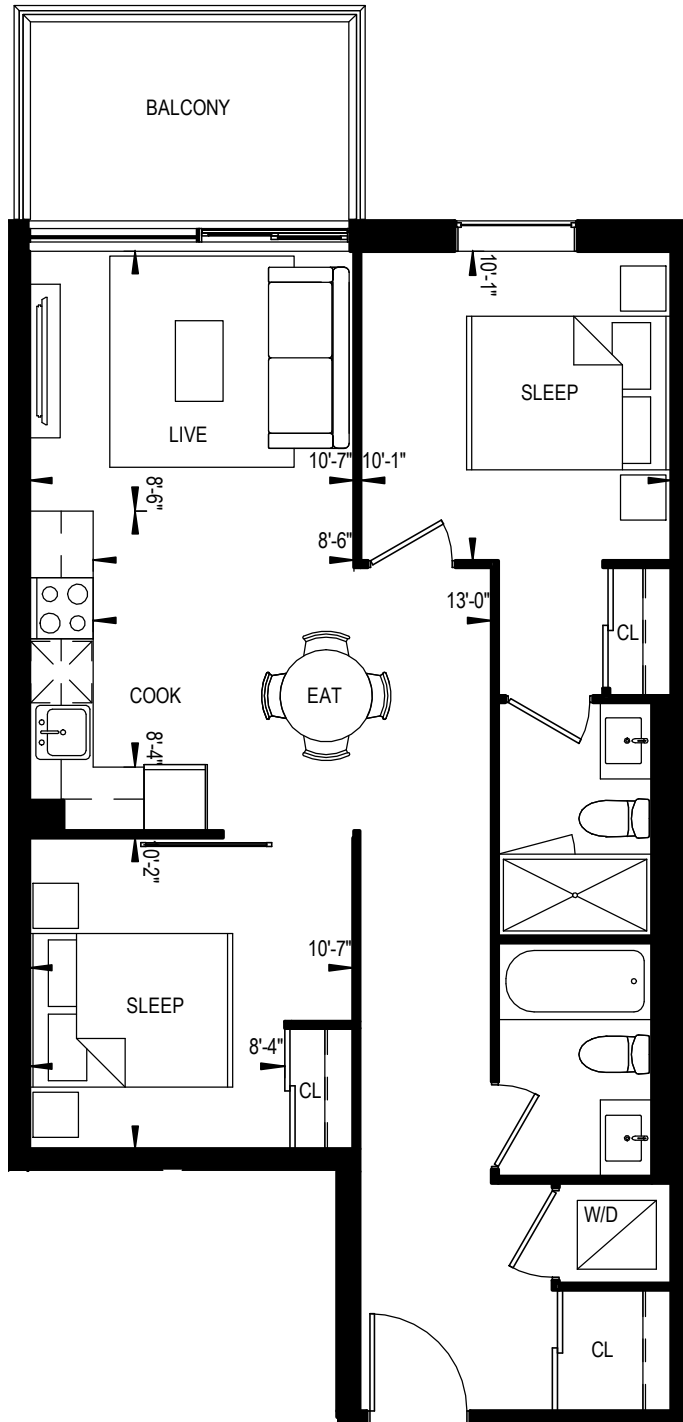 BALCONY
10'-1"
SLEEP
LIVE
10'-7" 10'-1"
8'-6"
8'-6"
13'-0"
CL
COOK
EAT
8'-4"
0'-2"
10'-7"
SLEEP
8'-4"
CL
W/D
CL